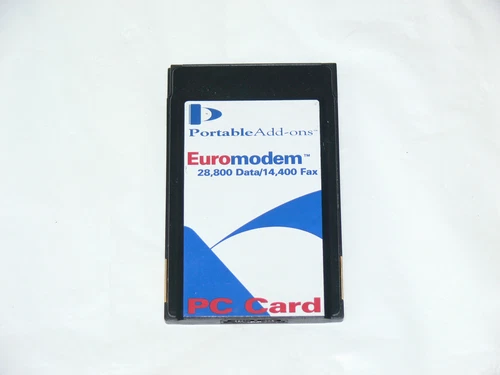 PortableAdd-ons™
Euromodem™
28,800 Data/14,400 Fax
PC Card